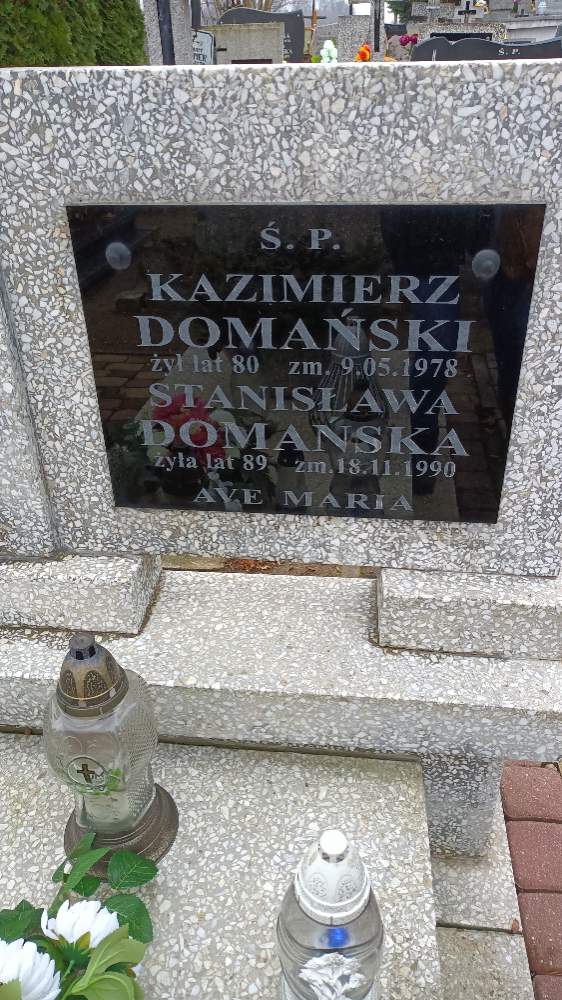 Ś. P.
Ś. P.
KAZIMIERZ
DOMAŃSKI
żył lat 80 zm. 9.05.1978
STANISŁAWA
DOMAŃSKA
żyła lat 89 zm.18.11.1990
AVE MARIA